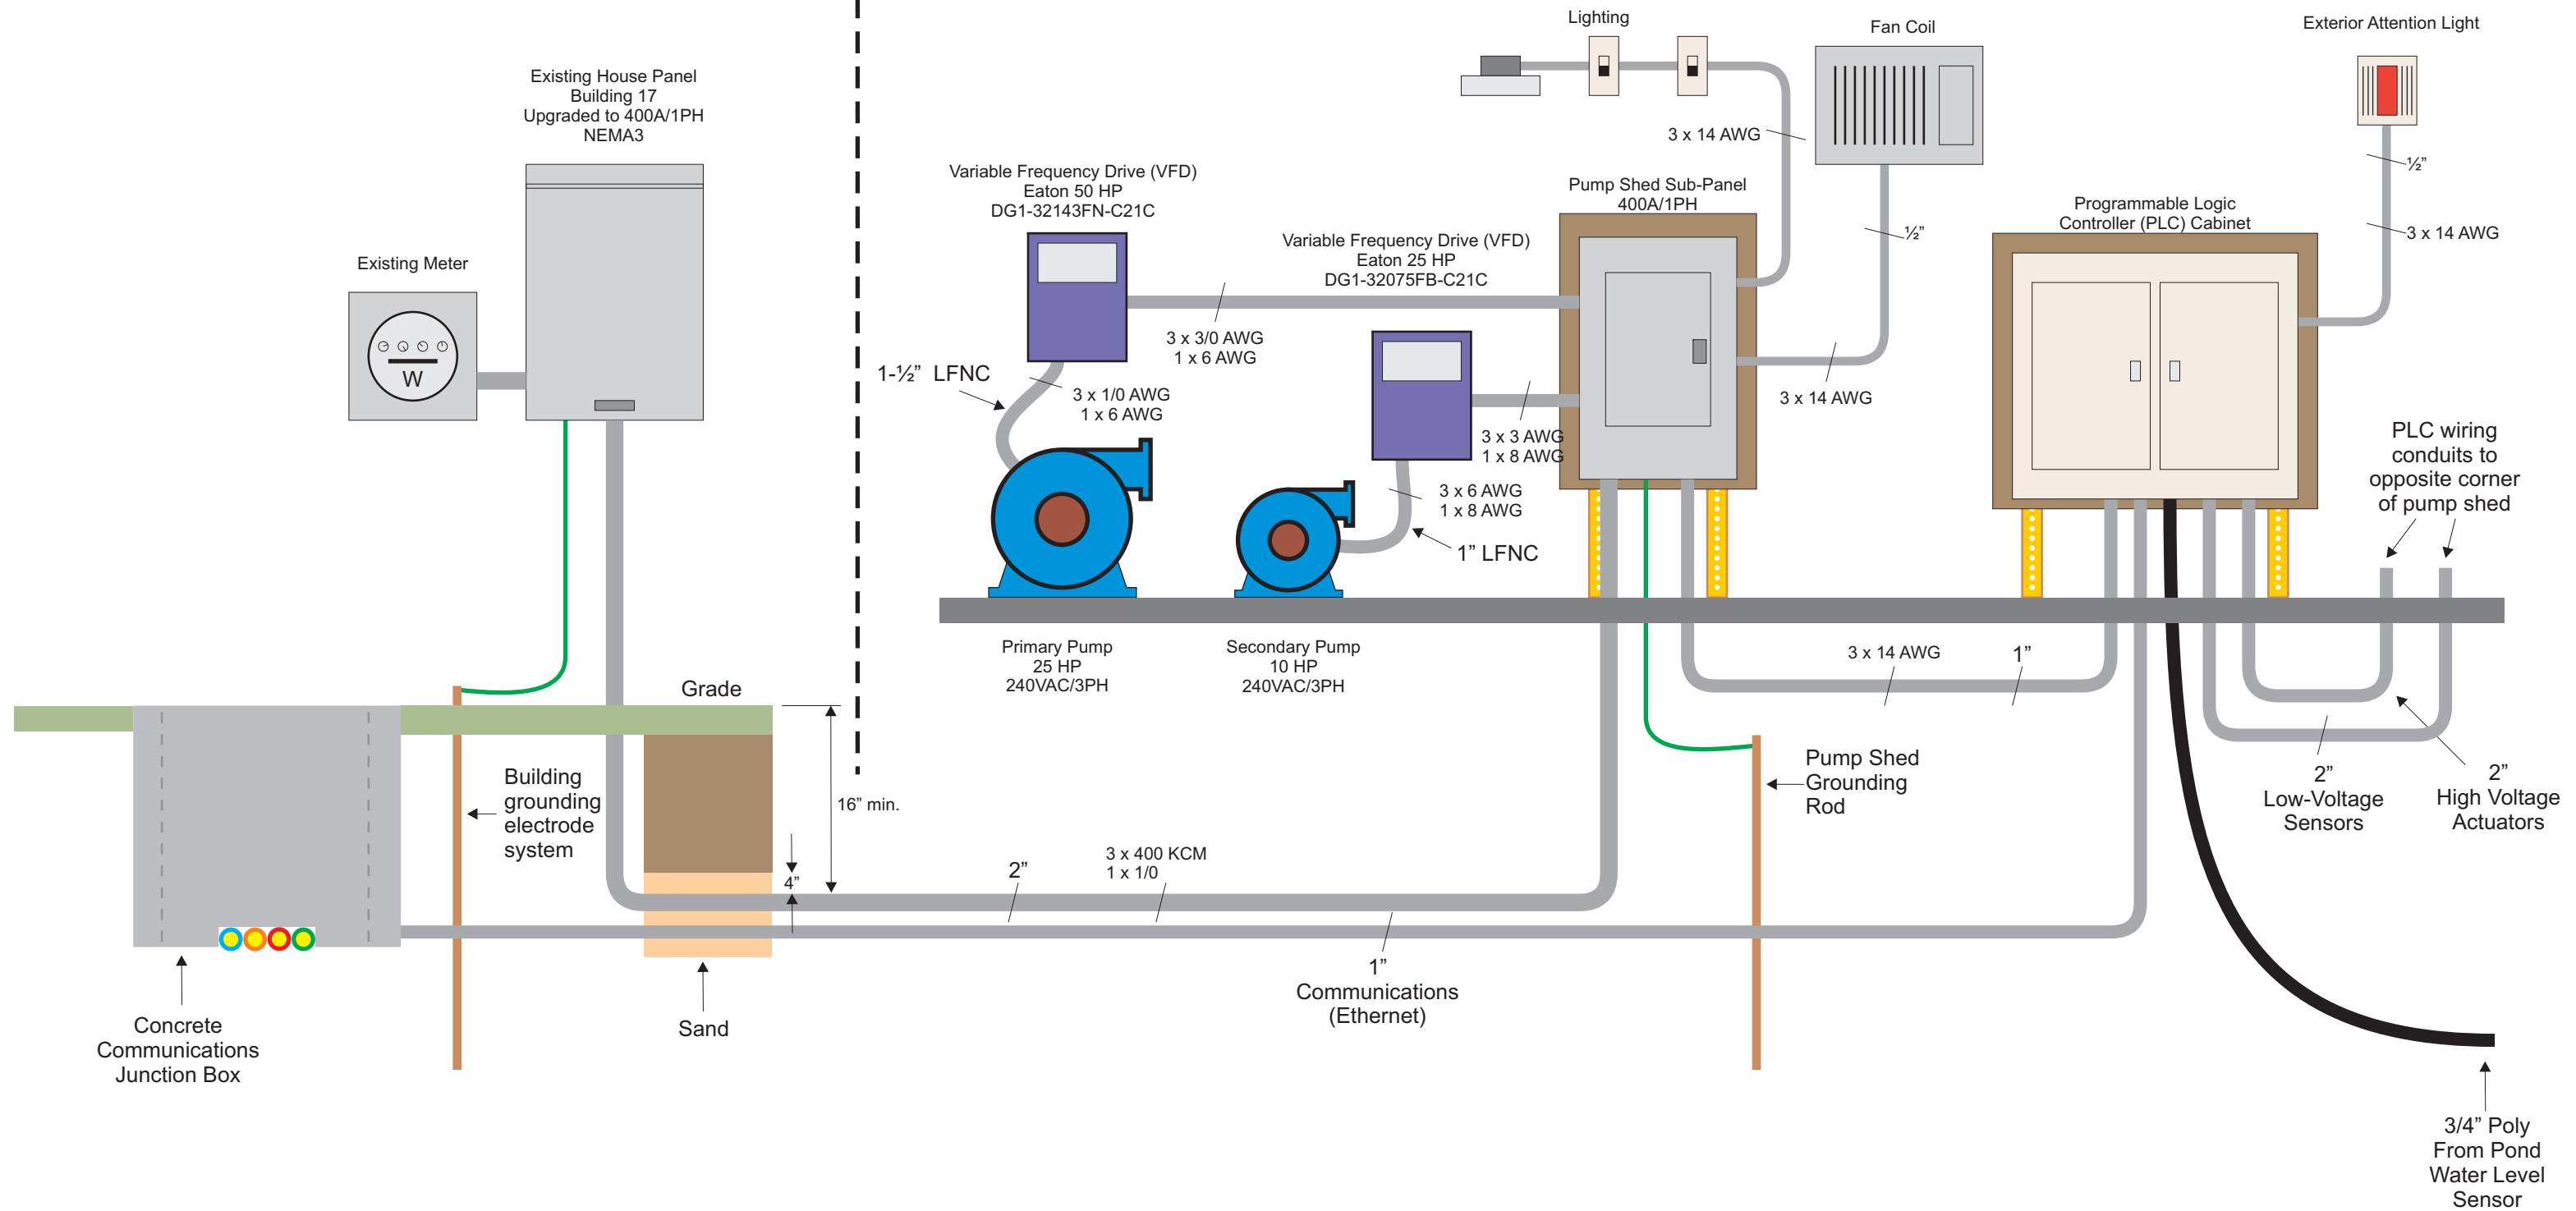 Lighting
Fan Coil
Exterior Attention Light
Existing House Panel
Building 17
Upgraded to 400A/1PH
NEMA3
3 x 14 AWG
½”
Variable Frequency Drive (VFD)
Eaton 50 HP
DG1-32143FN-C21C
Pump Shed Sub-Panel
400A/1PH
Programmable Logic
Controller (PLC) Cabinet
½”
3 x 14 AWG
Variable Frequency Drive (VFD)
Eaton 25 HP
DG1-32075FB-C21C
Existing Meter
W
3 x 3/0 AWG
1 x 6 AWG
1-½” LFNC
3 x 1/0 AWG
1 x 6 AWG
3 x 14 AWG
3 x 3 AWG
1 x 8 AWG
3 x 6 AWG
1 x 8 AWG
1” LFNC
PLC wiring
conduits to
opposite corner
of pump shed
Primary Pump
25 HP
240VAC/3PH
Secondary Pump
10 HP
240VAC/3PH
3 x 14 AWG
1”
Grade
Building
grounding
electrode
system
16” min.
4”
Pump Shed
Grounding
Rod
2”
Low-Voltage
Sensors
2”
High Voltage
Actuators
2”
3 x 400 KCM
1 x 1/0
1”
Communications
(Ethernet)
Concrete
Communications
Junction Box
Sand
3/4” Poly
From Pond
Water Level
Sensor